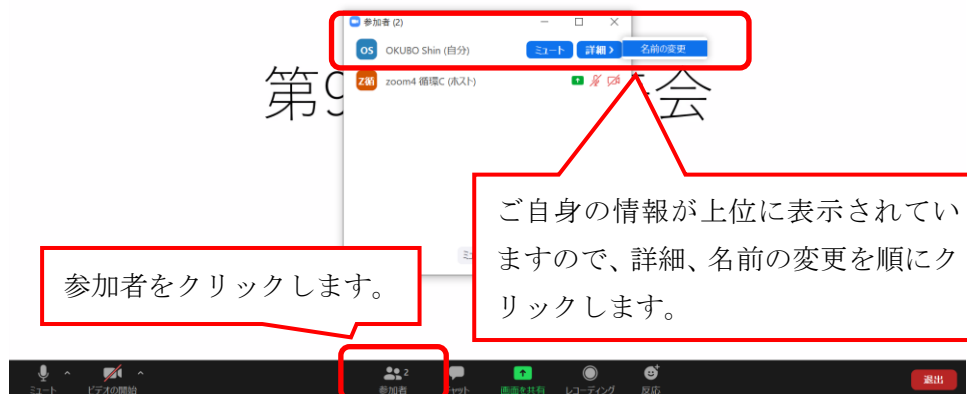 参加者 (2)
OS OKUBO Shin (自分) ミュート 詳細 > 名前の変更
zoom4 循環C (ホスト)
第9 会
ご自身の情報が上位に表示されてい
ますので、詳細、名前の変更を順にク
リックします。
参加者をクリックします。
ミュート ビデオの開始 2 参加者 チャット 画面を共有 レコーディング 反応 退出